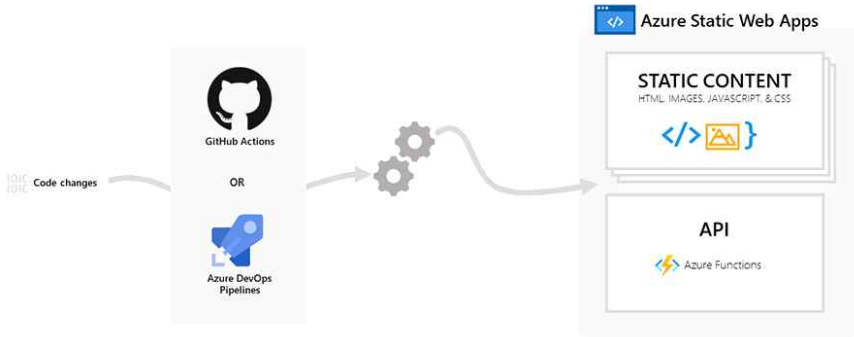 Azure Static Web Apps
STATIC CONTENT
HTML, IMAGES, JAVASCRIPT, & CSS
</>
}
GitHub Actions
Code changes
OR
API
Azure Functions
Azure DevOps
Pipelines